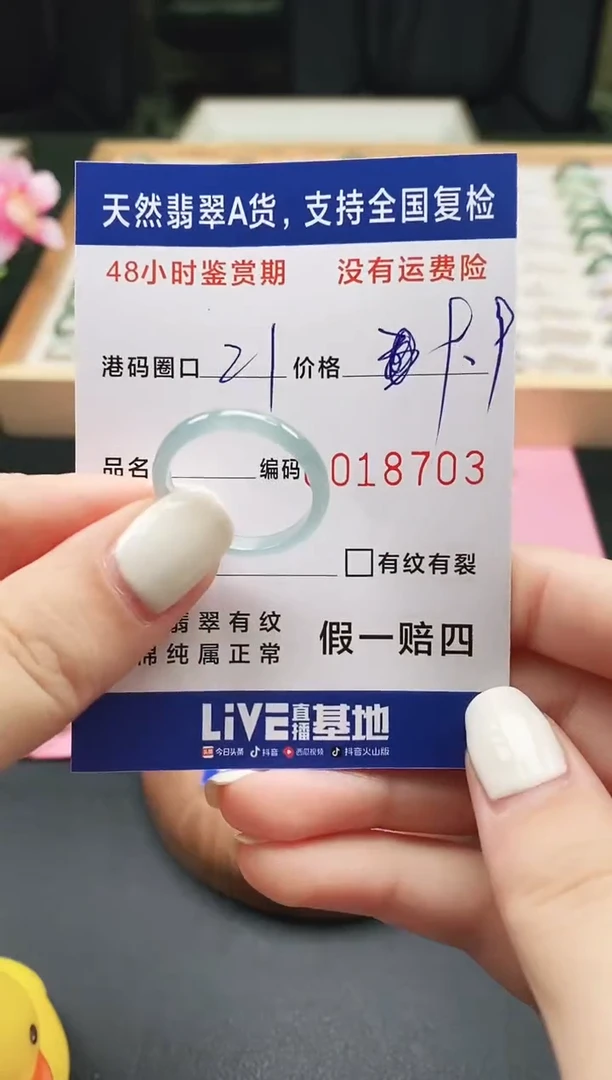 天然翡翠A货，支持全国复检
48小时鉴赏期 没有运费险
港码圈口 21 价格
品名 编码 018703
□有纹有裂
翡翠有纹
棉纯属正常 假一赔四
LiVE直播基地
今日头条 抖音 西瓜视频 抖音火山版